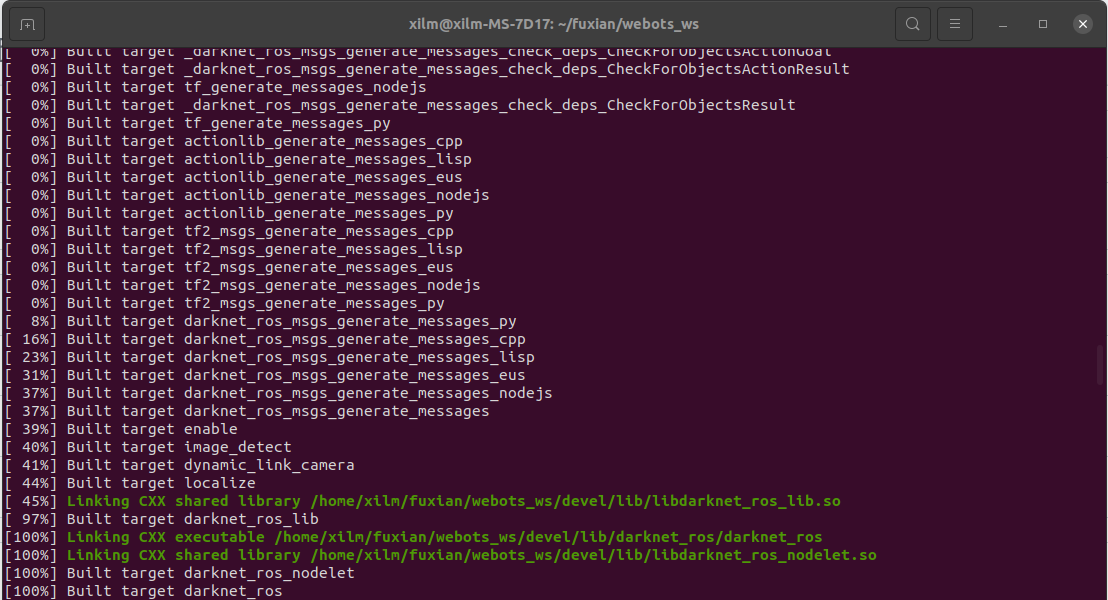 xilm@xilm-MS-7D17: ~/fuxian/webots_ws
[  0%] Built target _darknet_ros_msgs_generate_messages_check_deps_CheckForObjectsActionGoal
[  0%] Built target _darknet_ros_msgs_generate_messages_check_deps_CheckForObjectsActionResult
[  0%] Built target tf_generate_messages_nodejs
[  0%] Built target _darknet_ros_msgs_generate_messages_check_deps_CheckForObjectsResult
[  0%] Built target tf_generate_messages_py
[  0%] Built target actionlib_generate_messages_cpp
[  0%] Built target actionlib_generate_messages_lisp
[  0%] Built target actionlib_generate_messages_eus
[  0%] Built target actionlib_generate_messages_nodejs
[  0%] Built target actionlib_generate_messages_py
[  0%] Built target tf2_msgs_generate_messages_cpp
[  0%] Built target tf2_msgs_generate_messages_lisp
[  0%] Built target tf2_msgs_generate_messages_eus
[  0%] Built target tf2_msgs_generate_messages_nodejs
[  0%] Built target tf2_msgs_generate_messages_py
[  8%] Built target darknet_ros_msgs_generate_messages_py
[ 16%] Built target darknet_ros_msgs_generate_messages_cpp
[ 23%] Built target darknet_ros_msgs_generate_messages_lisp
[ 31%] Built target darknet_ros_msgs_generate_messages_eus
[ 37%] Built target darknet_ros_msgs_generate_messages_nodejs
[ 37%] Built target darknet_ros_msgs_generate_messages
[ 39%] Built target enable
[ 40%] Built target image_detect
[ 41%] Built target dynamic_link_camera
[ 44%] Built target localize
[ 45%] Linking CXX shared library /home/xilm/fuxian/webots_ws/devel/lib/libdarknet_ros_lib.so
[ 97%] Built target darknet_ros_lib
[100%] Linking CXX executable /home/xilm/fuxian/webots_ws/devel/lib/darknet_ros/darknet_ros
[100%] Linking CXX shared library /home/xilm/fuxian/webots_ws/devel/lib/libdarknet_ros_nodelet.so
[100%] Built target darknet_ros_nodelet
[100%] Built target darknet_ros